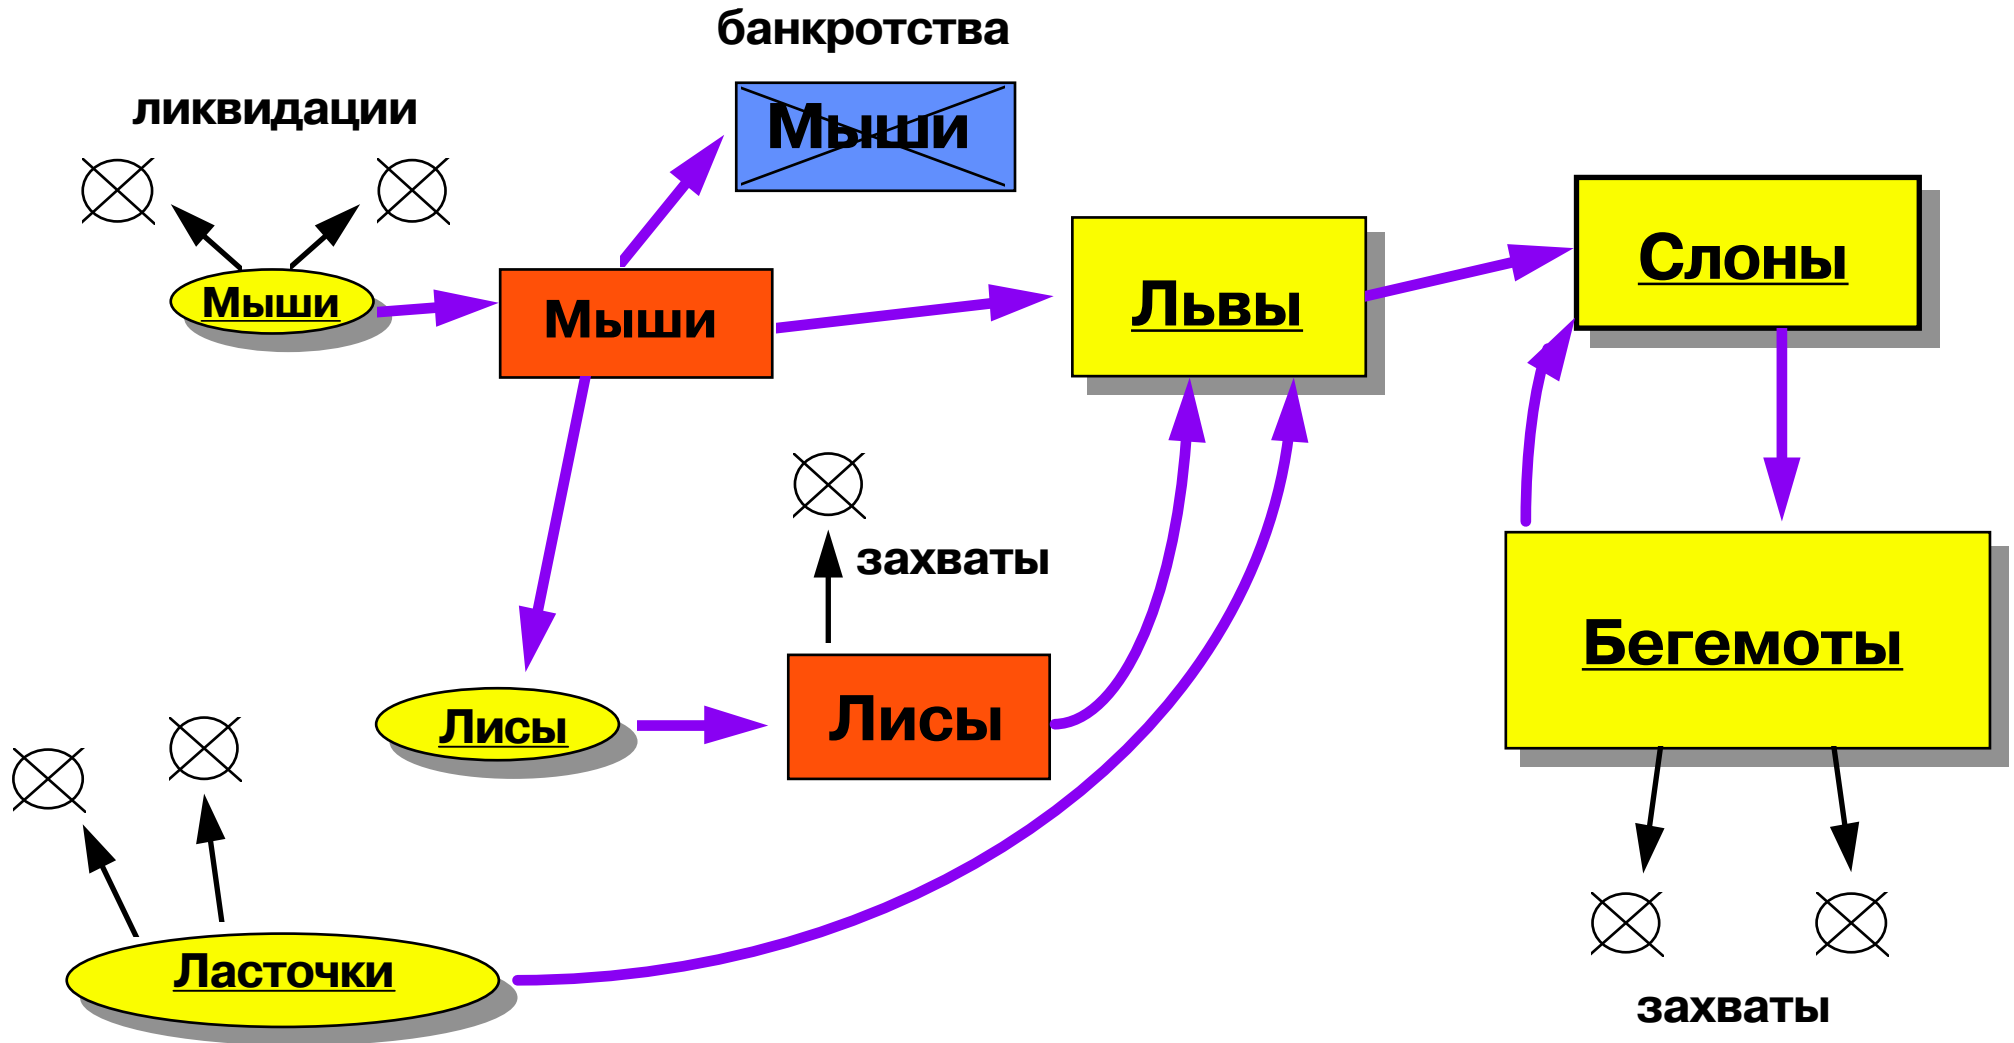 банкротства
ликвидации
Мыши
Мыши
Мыши
Львы
Слоны
захваты
Бегемоты
Лисы
Лисы
Ласточки
захваты